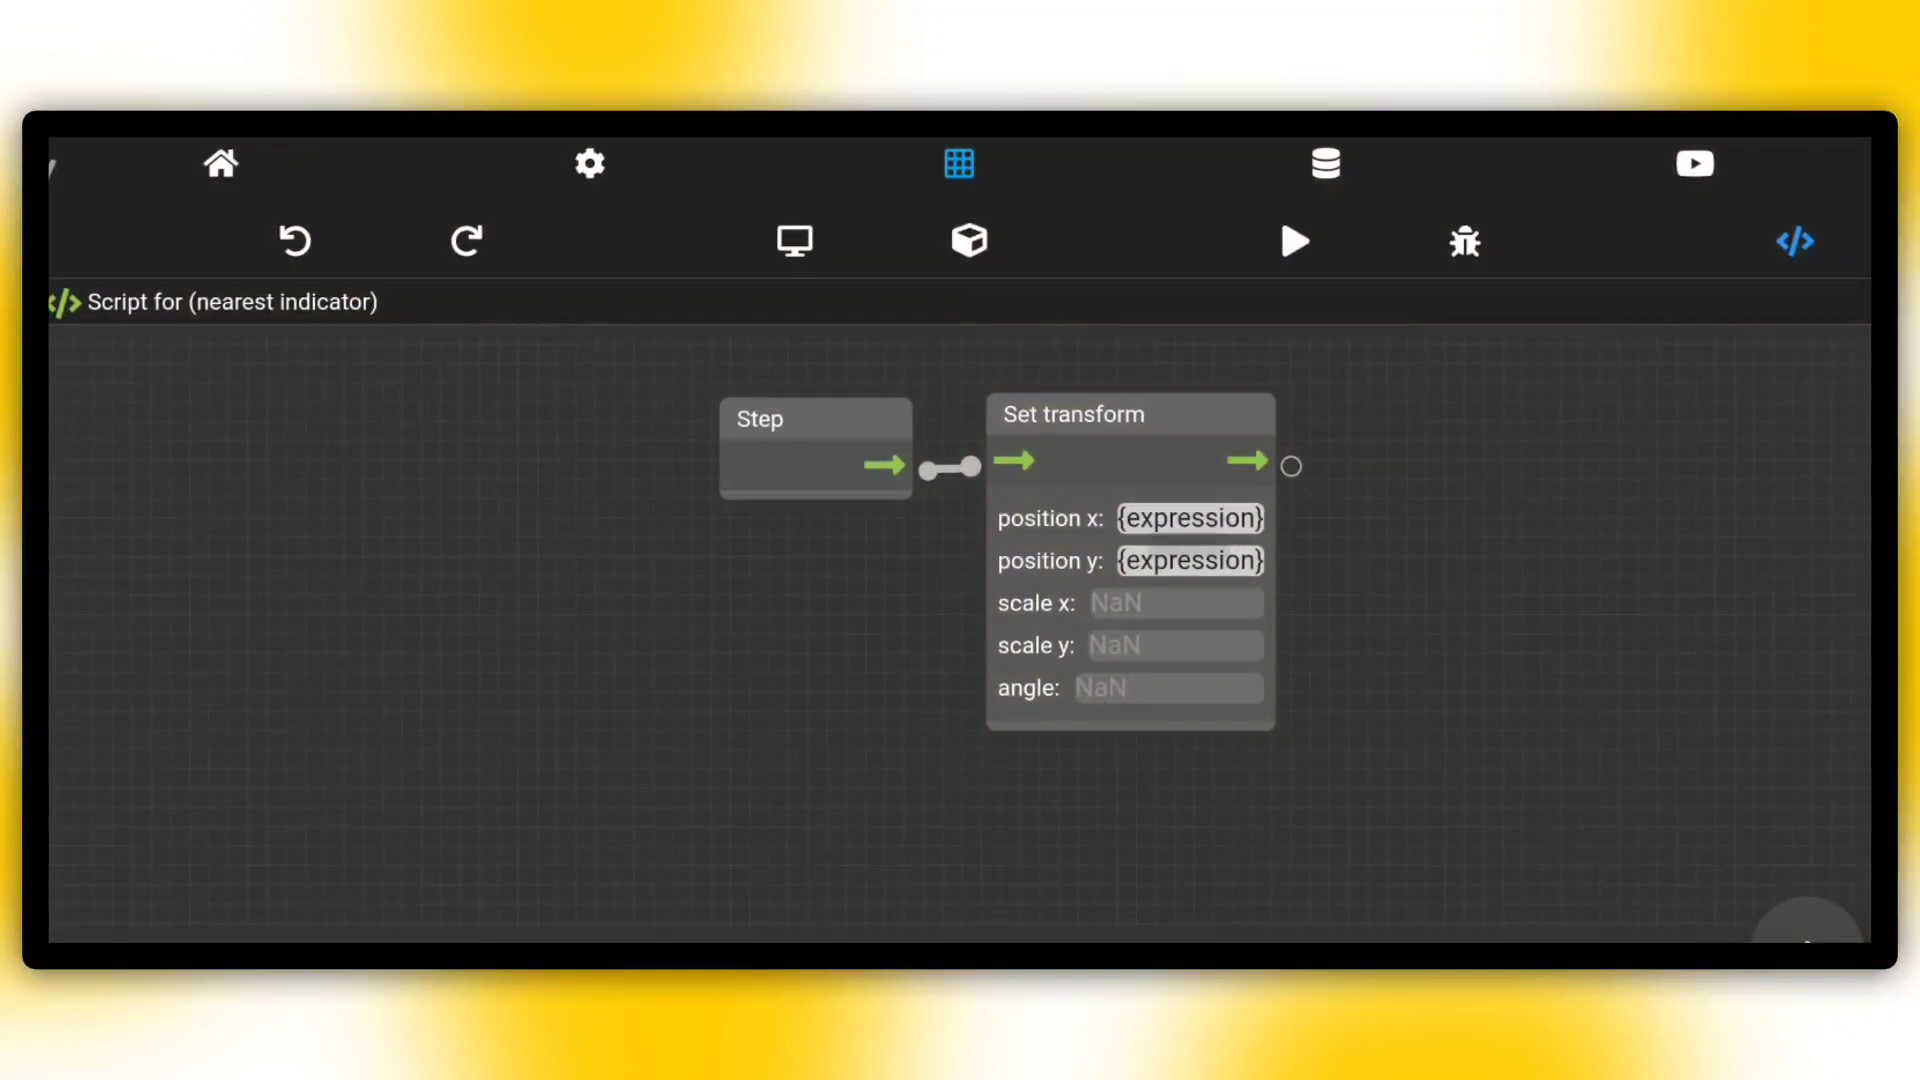 Script for (nearest indicator)
Step
Set transform
position x: {expression}
position y: {expression}
scale x: NaN
scale y: NaN
angle: NaN